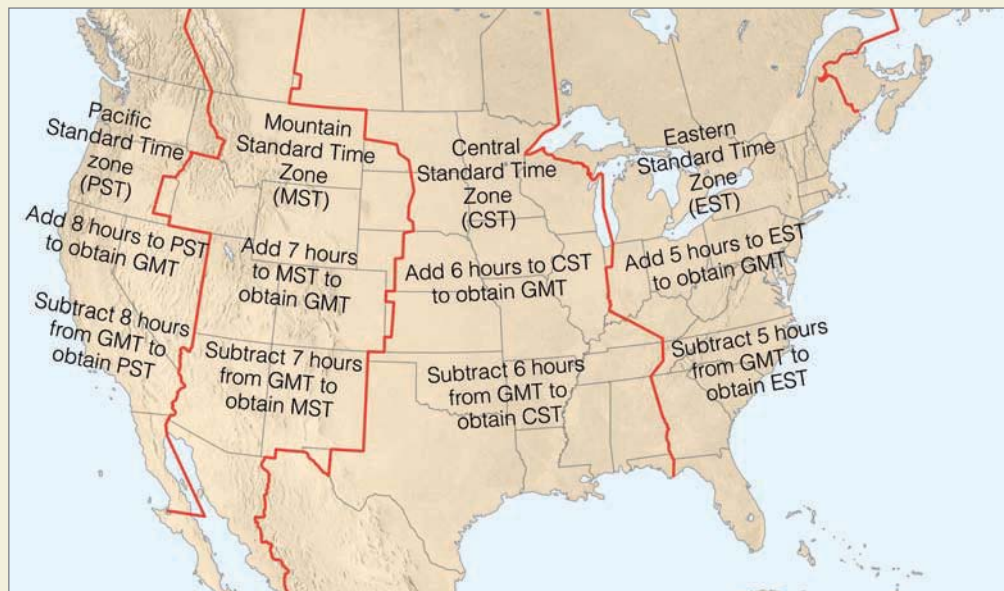 Pacific
Standard Time
zone
(PST)
Add 8 hours to PST
to obtain GMT
Subtract 8 hours
from GMT to
obtain PST
Mountain
Standard Time
Zone
(MST)
Add 7 hours
to MST to
obtain GMT
Subtract 7 hours
from GMT to
obtain MST
Central
Standard Time
Zone
(CST)
Add 6 hours to CST
to obtain GMT
Subtract 6 hours
from GMT to
obtain CST
Eastern
Standard Time
Zone
(EST)
Add 5 hours to EST
to obtain GMT
Subtract 5 hours
from GMT to
obtain EST